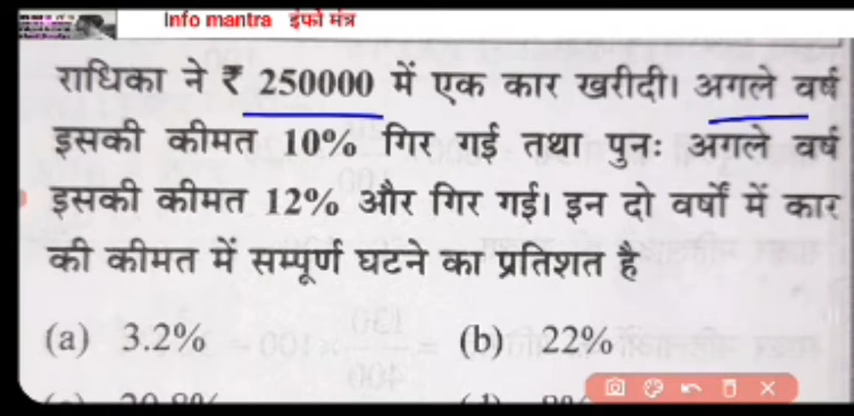 Info mantra इंफो मंत्र
राधिका ने ₹ 250000 में एक कार खरीदी। अगले वर्ष
इसकी कीमत 10% गिर गई तथा पुनः अगले वर्ष
इसकी कीमत 12% और गिर गई। इन दो वर्षों में कार
की कीमत में सम्पूर्ण घटने का प्रतिशत है
(a) 3.2% (b) 22%